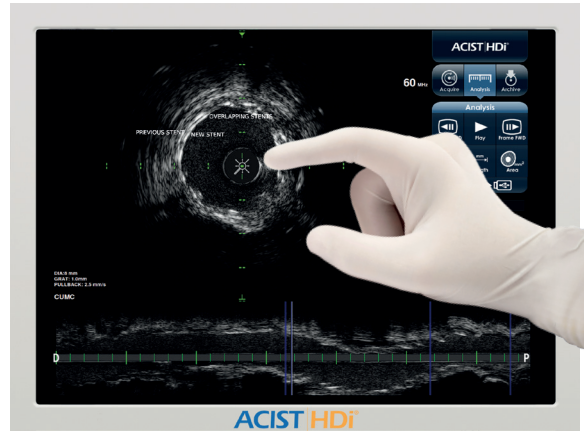 ACIST HDi
60 MHz
Acquire
Analysis
Archive
Analysis
Play
Frame FWD
Area
OVERLAPPING STENTS
PREVIOUS STENT
NEW STENT
DIA:8 mm
GRAT: 1.0mm
PULLBACK: 2.5 mm/s
CUMC
D
P
ACIST HDi